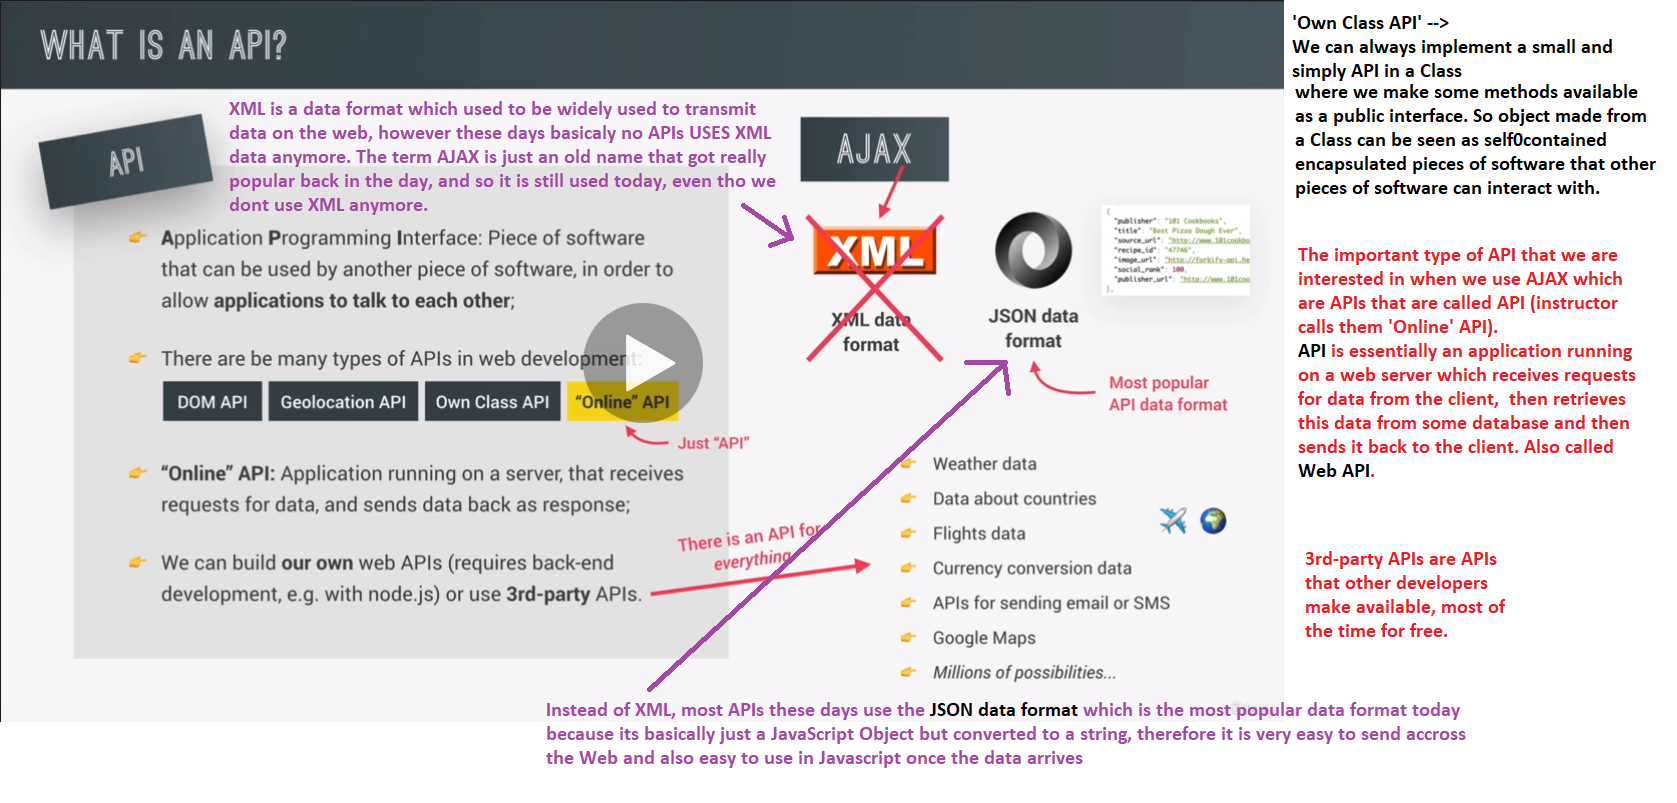 WHAT IS AN API?
'Own Class API' -->
We can always implement a small and
simply API in a Class
where we make some methods available
as a public interface. So object made from
a Class can be seen as self0contained
encapsulated pieces of software that other
pieces of software can interact with.
XML is a data format which used to be widely used to transmit
data on the web, however these days basicaly no APIs USES XML
data anymore. The term AJAX is just an old name that got really
popular back in the day, and so it is still used today, even tho we
dont use XML anymore.
API
AJAX
Application Programming Interface: Piece of software
that can be used by another piece of software, in order to
allow applications to talk to each other;
There are be many types of APIs in web development:
DOM API
Geolocation API
Own Class API
“Online” API
Just “API”
“Online” API: Application running on a server, that receives
requests for data, and sends data back as response;
We can build our own web APIs (requires back-end
development, e.g. with node.js) or use 3rd-party APIs.
There is an API for
everything
XML
XML data
format
JSON data
format
{
"publisher": "101 Cookbooks",
"title": "Best Pizza Dough Ever",
"source_url": "http://www.101cookbo
"recipe_id": "47746",
"image_url": "http://forkify-api.he
"social_rank": 100,
"publisher_url": "http://www.101coo
},
Most popular
API data format
Weather data
Data about countries
Flights data
Currency conversion data
APIs for sending email or SMS
Google Maps
Millions of possibilities...
The important type of API that we are
interested in when we use AJAX which
are APIs that are called API (instructor
calls them 'Online' API).
API is essentially an application running
on a web server which receives requests
for data from the client, then retrieves
this data from some database and then
sends it back to the client. Also called
Web API.
3rd-party APIs are APIs
that other developers
make available, most of
the time for free.
Instead of XML, most APIs these days use the JSON data format which is the most popular data format today
because its basically just a JavaScript Object but converted to a string, therefore it is very easy to send accross
the Web and also easy to use in Javascript once the data arrives